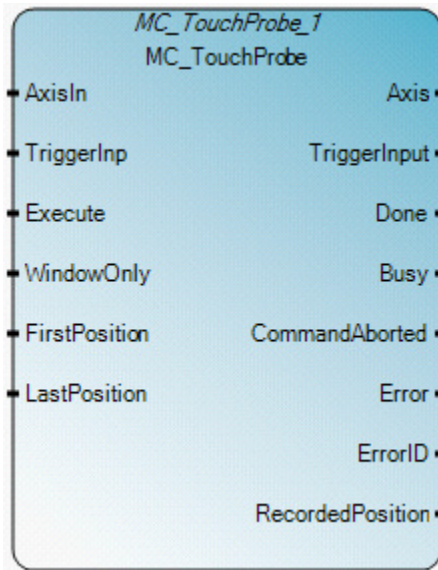 MC_TouchProbe_1
MC_TouchProbe
AxisIn Axis
TriggerInp TriggerInput
Execute Done
WindowOnly Busy
FirstPosition CommandAborted
LastPosition Error
ErrorID
RecordedPosition